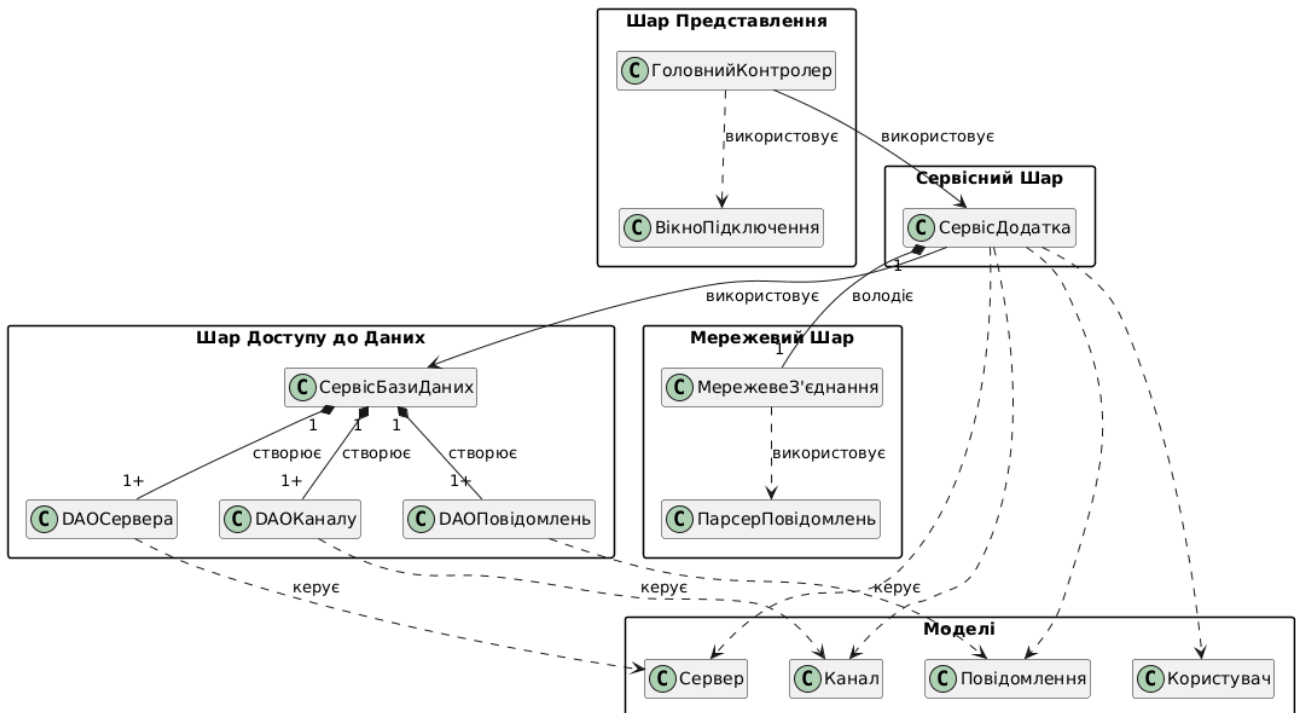 Шар Представлення
C ГоловнийКонтролер
використовує
використовує
Сервісний Шар
C ВікноПідключення
C СервісДодатка
1
використовує
володіє
Шар Доступу до Даних
Мережевий Шар
1
C СервісБазиДаних
C МережевеЗ'єднання
1
1
1
створює
створює
створює
використовує
1+
1+
1+
C DAOСервера
C DAOКаналу
C DAOПовідомлень
C ПарсерПовідомлень
керує
керує
керує
Моделі
C Сервер
C Канал
C Повідомлення
C Користувач